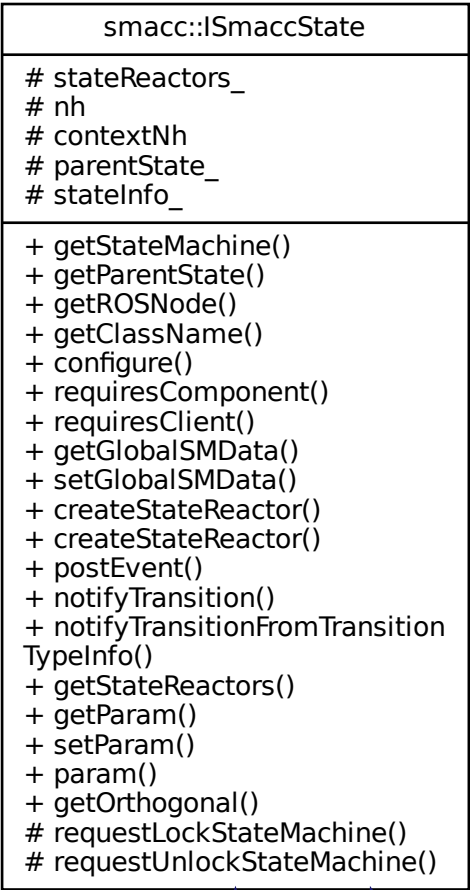 smacc::ISmaccState
# stateReactors_
# nh
# contextNh
# parentState_
# stateInfo_
+ getStateMachine()
+ getParentState()
+ getROSNode()
+ getClassName()
+ configure()
+ requiresComponent()
+ requiresClient()
+ getGlobalSMData()
+ setGlobalSMData()
+ createStateReactor()
+ createStateReactor()
+ postEvent()
+ notifyTransition()
+ notifyTransitionFromTransition
TypeInfo()
+ getStateReactors()
+ getParam()
+ setParam()
+ param()
+ getOrthogonal()
# requestLockStateMachine()
# requestUnlockStateMachine()